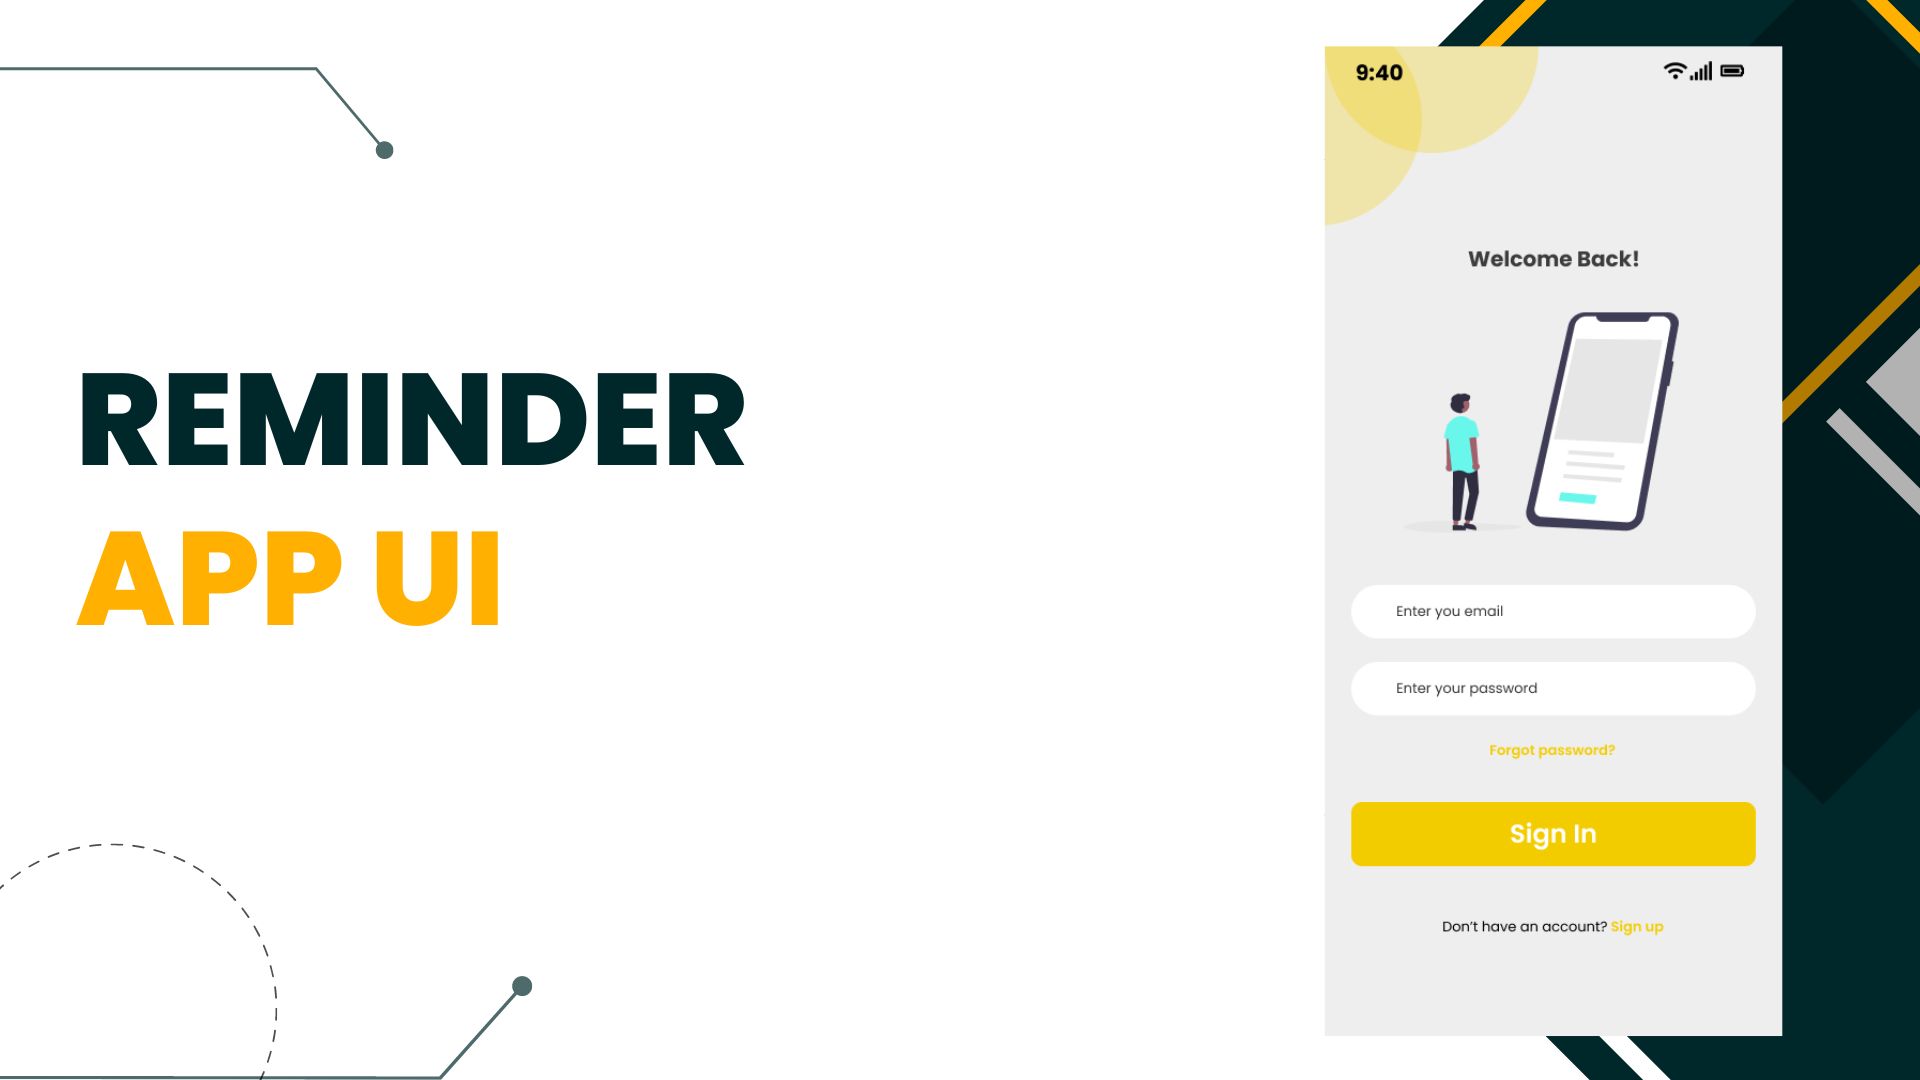 REMINDER
APP UI
9:40
Welcome Back!
Enter you email
Enter your password
Forgot password?
Sign In
Don’t have an account? Sign up